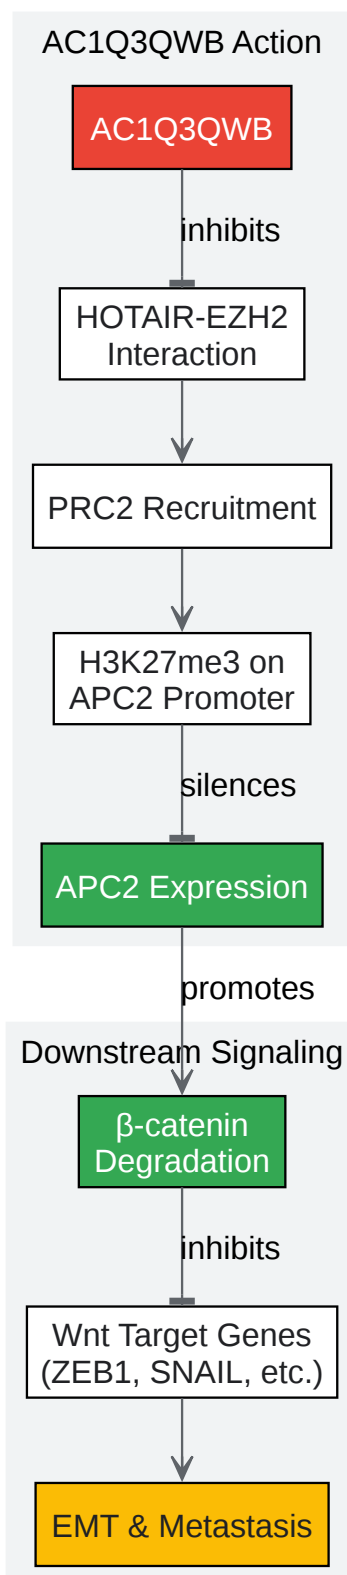 AC1Q3QWB Action
AC1Q3QWB
inhibits
HOTAIR-EZH2
Interaction
PRC2 Recruitment
H3K27me3 on
APC2 Promoter
silences
APC2 Expression
promotes
Downstream Signaling
β-catenin
Degradation
inhibits
Wnt Target Genes
(ZEB1, SNAIL, etc.)
EMT & Metastasis